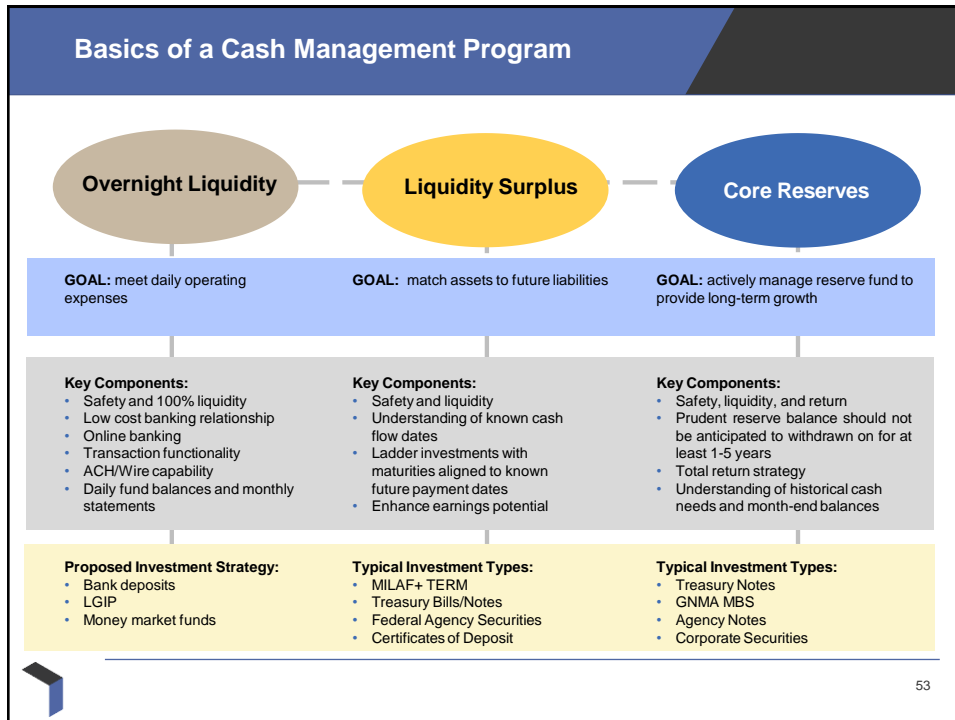 Basics of a Cash Management Program
Overnight Liquidity
Liquidity Surplus
Core Reserves
GOAL: meet daily operating
expenses
GOAL: match assets to future liabilities
GOAL: actively manage reserve fund to
provide long-term growth
Key Components:
• Safety and 100% liquidity
• Low cost banking relationship
• Online banking
• Transaction functionality
• ACH/Wire capability
• Daily fund balances and monthly
statements
Key Components:
• Safety and liquidity
• Understanding of known cash
flow dates
• Ladder investments with
maturities aligned to known
future payment dates
• Enhance earnings potential
Key Components:
• Safety, liquidity, and return
• Prudent reserve balance should not
be anticipated to withdrawn on for at
least 1-5 years
• Total return strategy
• Understanding of historical cash
needs and month-end balances
Proposed Investment Strategy:
• Bank deposits
• LGIP
• Money market funds
Typical Investment Types:
• MILAF+ TERM
• Treasury Bills/Notes
• Federal Agency Securities
• Certificates of Deposit
Typical Investment Types:
• Treasury Notes
• GNMA MBS
• Agency Notes
• Corporate Securities
53